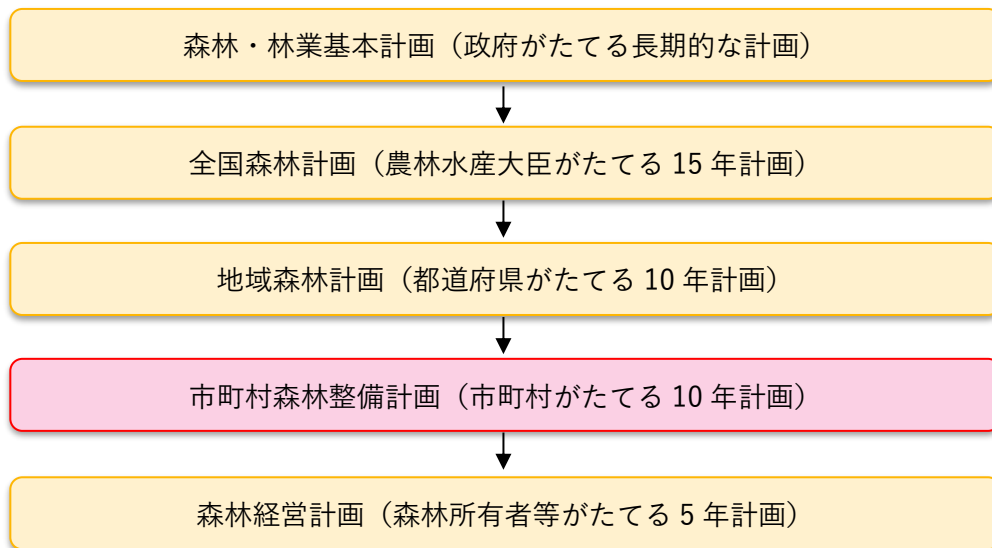 森林・林業基本計画（政府がたてる長期的な計画）
全国森林計画（農林水産大臣がたてる 15 年計画）
地域森林計画（都道府県がたてる 10 年計画）
市町村森林整備計画（市町村がたてる 10 年計画）
森林経営計画（森林所有者等がたてる 5 年計画）